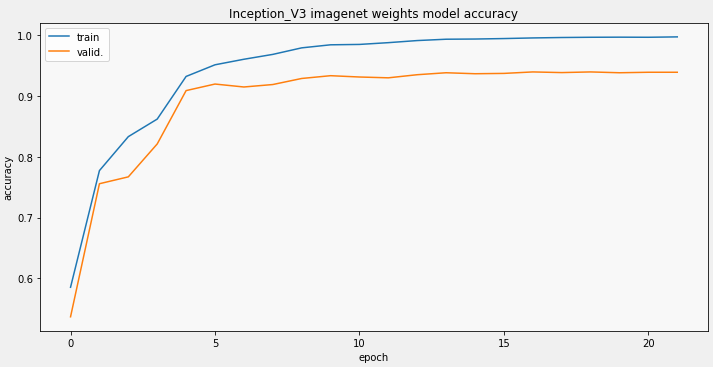 Inception_V3 imagenet weights model accuracy
train
valid.
1.0
0.9
0.8
0.7
0.6
accuracy
0 5 10 15 20
epoch